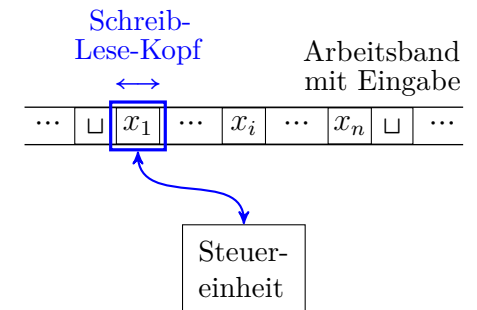 Schreib-
Lese-Kopf
Arbeitsband
mit Eingabe
··· ⊔ x₁ ··· xᵢ ··· xₙ ⊔ ···
Steuer-
einheit